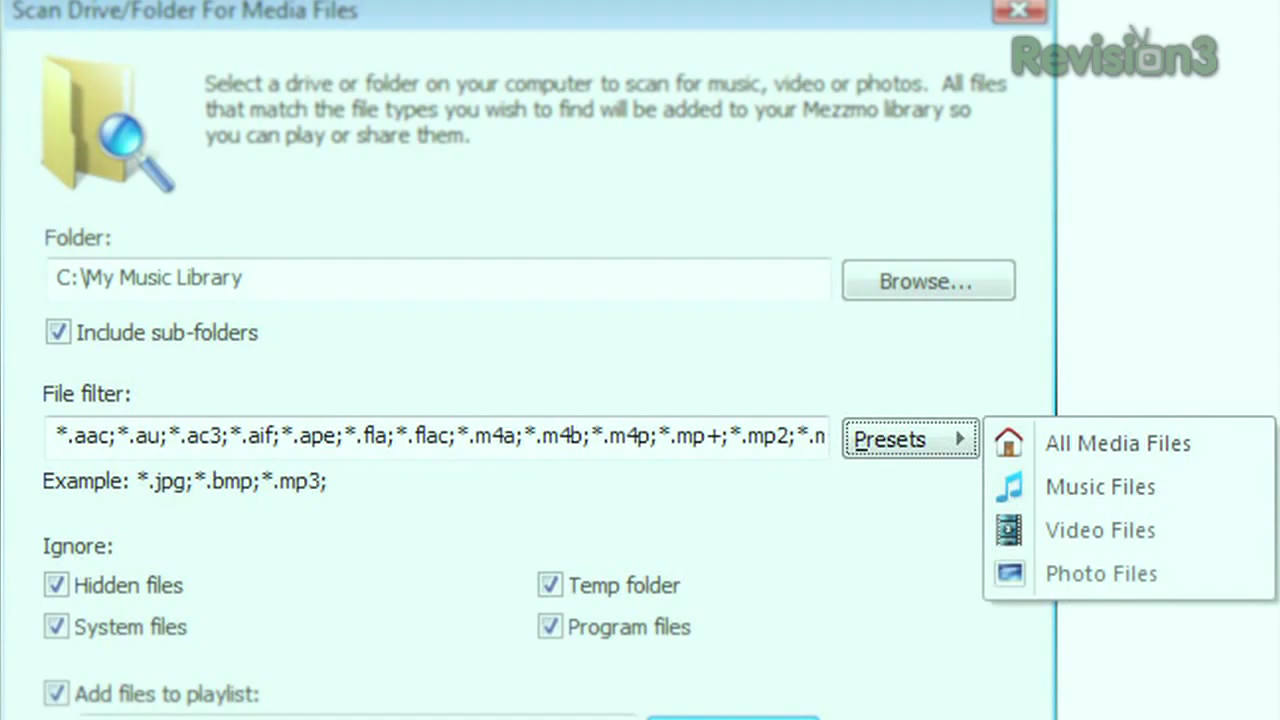 Scan Drive/Folder For Media Files
Revision3
Select a drive or folder on your computer to scan for music, video or photos. All files
that match the file types you wish to find will be added to your Mezzmo library so
you can play or share them.
Folder:
C:\My Music Library
Browse...
Include sub-folders
File filter:
*.aac;*.au;*.ac3;*.aif;*.ape;*.fla;*.flac;*.m4a;*.m4b;*.m4p;*.mp+;*.mp2;*.m
Presets
All Media Files
Music Files
Video Files
Photo Files
Example: *.jpg;*.bmp;*.mp3;
Ignore:
Hidden files
Temp folder
System files
Program files
Add files to playlist: